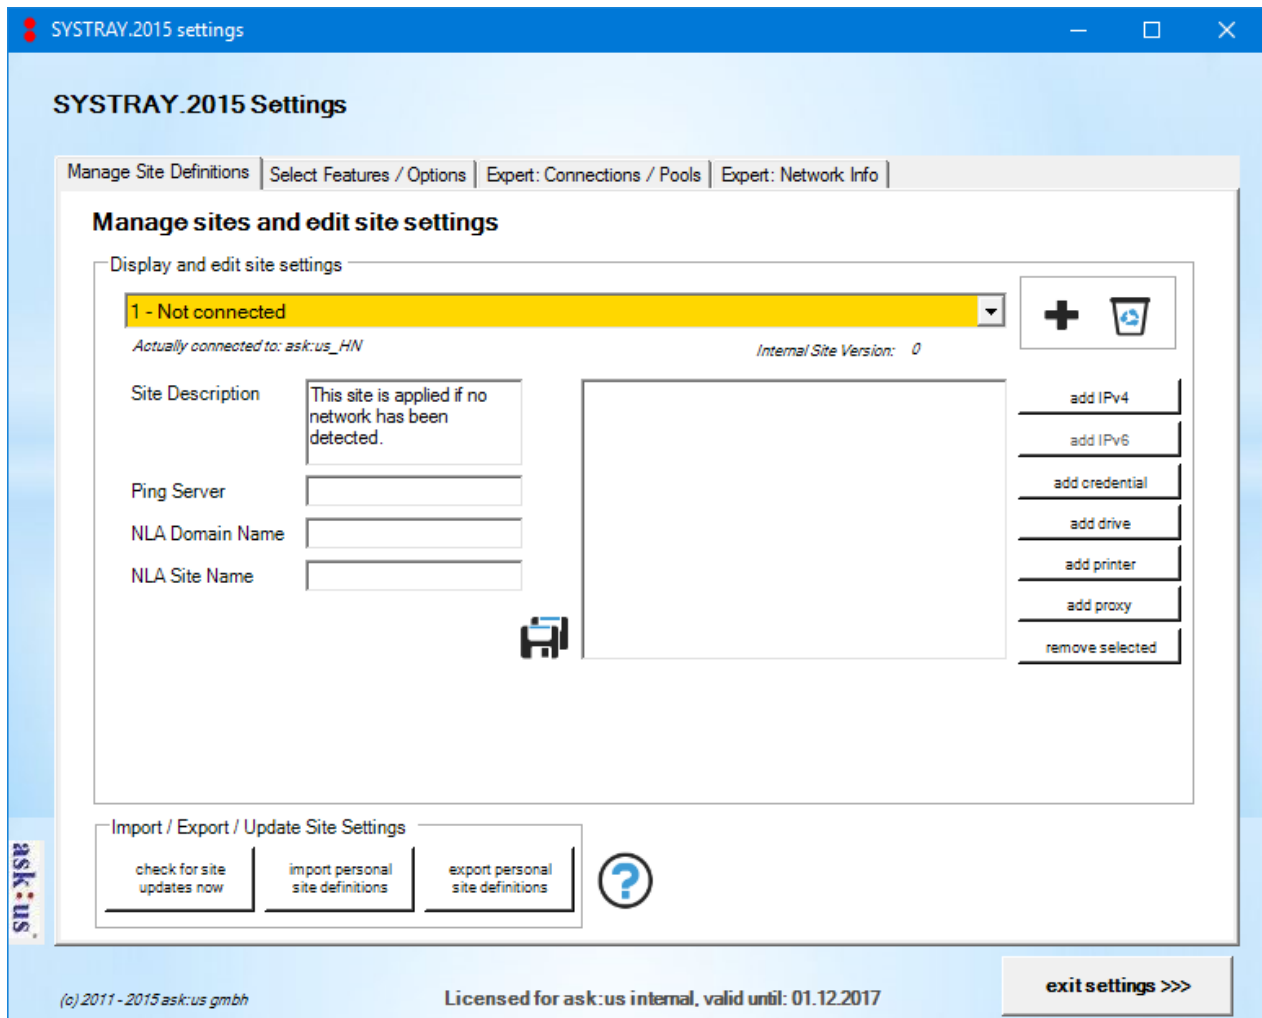 SYSTRAY.2015 settings
SYSTRAY.2015 Settings
Manage Site Definitions
Select Features / Options
Expert: Connections / Pools
Expert: Network Info
Manage sites and edit site settings
Display and edit site settings
1 - Not connected
Actually connected to: ask:us_HN
Internal Site Version: 0
Site Description
This site is applied if no
network has been
detected.
Ping Server
NLA Domain Name
NLA Site Name
add IPv4
add IPv6
add credential
add drive
add printer
add proxy
remove selected
Import / Export / Update Site Settings
check for site
updates now
import personal
site definitions
export personal
site definitions
?
ask:us
(c) 2011 - 2015 ask:us gmbh
Licensed for ask:us internal, valid until: 01.12.2017
exit settings >>>